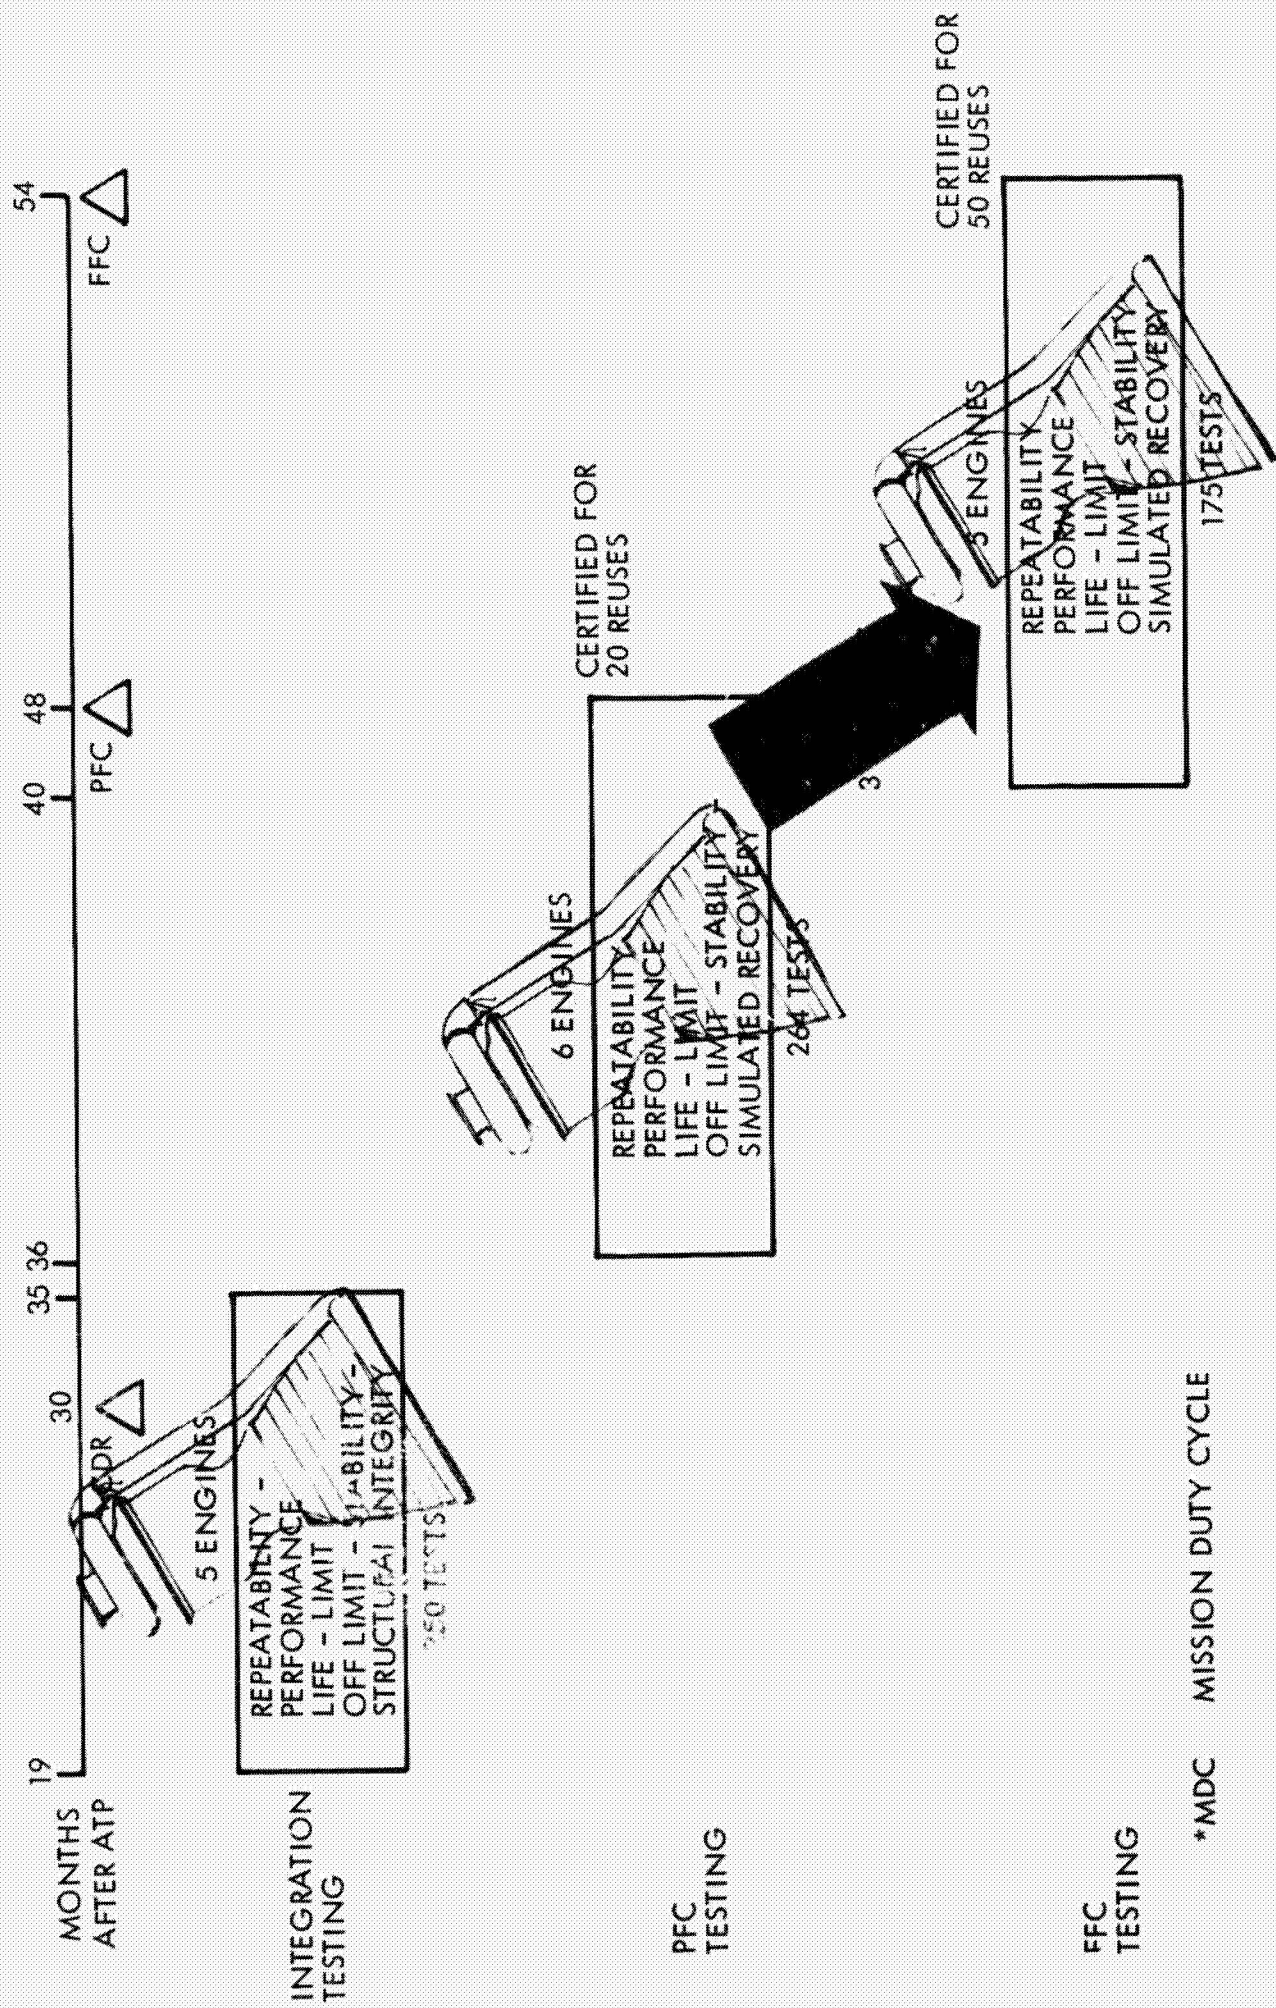 MONTHS
AFTER ATP
19
30
35
36
40
48
54
DR
PFC
FFC
INTEGRATION
TESTING
5 ENGINES
REPEATABILITY -
PERFORMANCE
LIFE - LIMIT
OFF LIMIT - STABILITY -
STRUCTURAL INTEGRITY
TESTS
PFC
TESTING
CERTIFIED FOR
20 REUSES
6 ENGINES
REPEATABILITY
PERFORMANCE
LIFE - LIMIT
OFF LIMIT - STABILITY -
SIMULATED RECOVERY
264 TESTS
3
FFC
TESTING
CERTIFIED FOR
50 REUSES
ENGINES
REPEATABILITY
PERFORMANCE
LIFE - LIMIT
OFF LIMIT - STABILITY
SIMULATED RECOVERY
175 TESTS
*MDC MISSION DUTY CYCLE